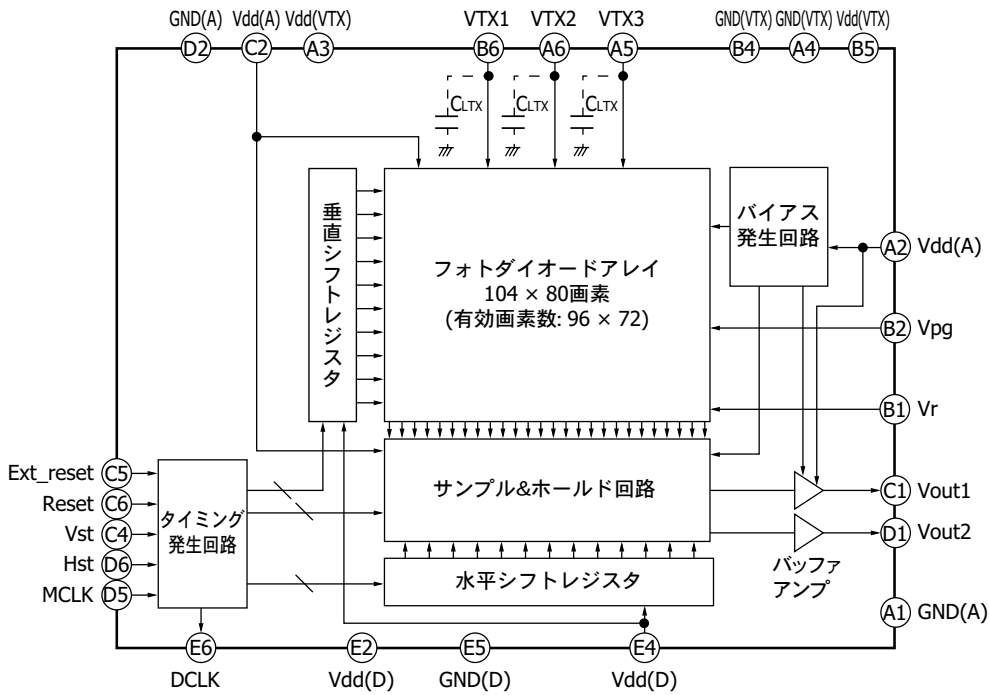 GND(A) Vdd(A) Vdd(VTX) VTX1 VTX2 VTX3 GND(VTX) GND(VTX) Vdd(VTX)
D2 C2 A3 B6 A6 A5 B4 A4 B5
CLTX CLTX CLTX
垂直シフトレジスタ
フォトダイオードアレイ
104 × 80画素
(有効画素数: 96 × 72)
バイアス
発生回路
A2 Vdd(A)
B2 Vpg
B1 Vr
Ext_reset C5
Reset C6
Vst C4
Hst D6
MCLK D5
タイミング
発生回路
サンプル&ホールド回路
C1 Vout1
D1 Vout2
バッファ
アンプ
水平シフトレジスタ
A1 GND(A)
E6 E2 E5 E4
DCLK Vdd(D) GND(D) Vdd(D)